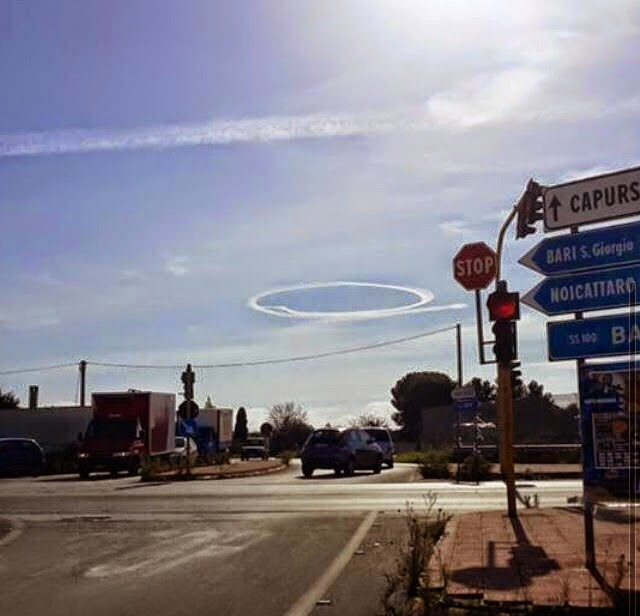 CAPURS
STOP
BARI S. Giorgio
NOICATTARO
SS 100 BA